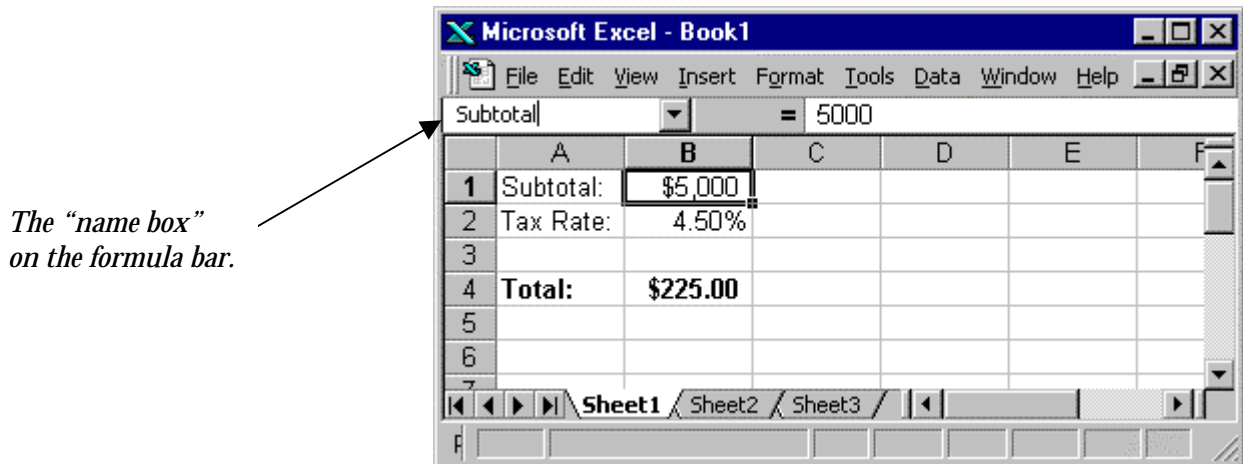 Microsoft Excel - Book1
File Edit View Insert Format Tools Data Window Help
Subtotal = 5000
A B C D E F
1 Subtotal: $5,000
2 Tax Rate: 4.50%
3
4 Total: $225.00
5
6
7
Sheet1 Sheet2 Sheet3
The “name box”
on the formula bar.